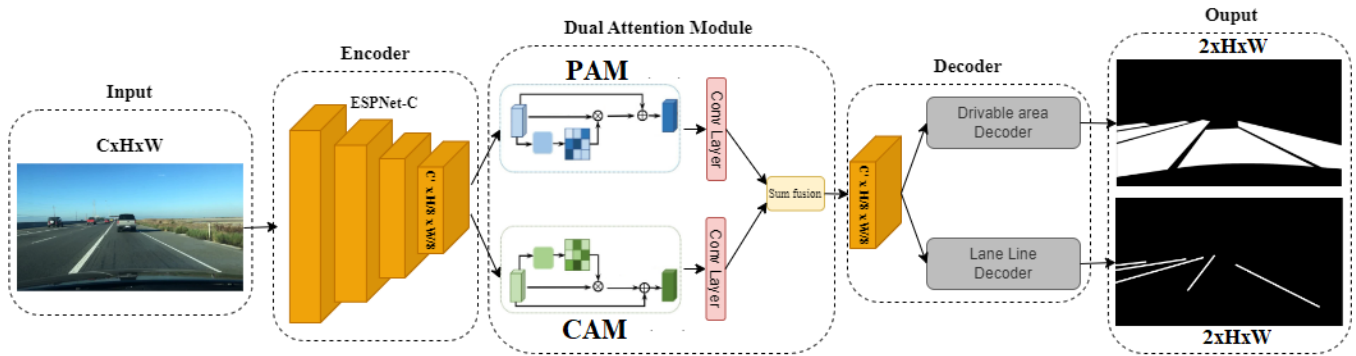 Input
CxHxW
Encoder
ESPNet-C
C' x H/8 x W/8
Dual Attention Module
PAM
Conv Layer
CAM
Conv Layer
Sum fusion
Decoder
C' x H/8 x W/8
Drivable area
Decoder
Lane Line
Decoder
Ouput
2xHxW
2xHxW